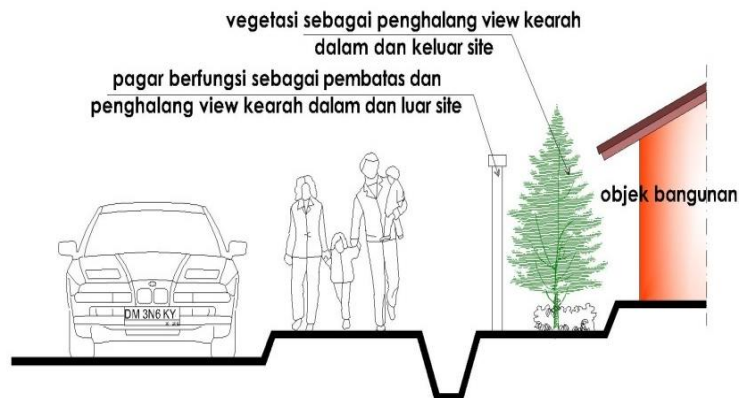 vegetasi sebagai penghalang view kearah
dalam dan keluar site
pagar berfungsi sebagai pembatas dan
penghalang view kearah dalam dan luar site
objek bangunan
DM 3N6 KY